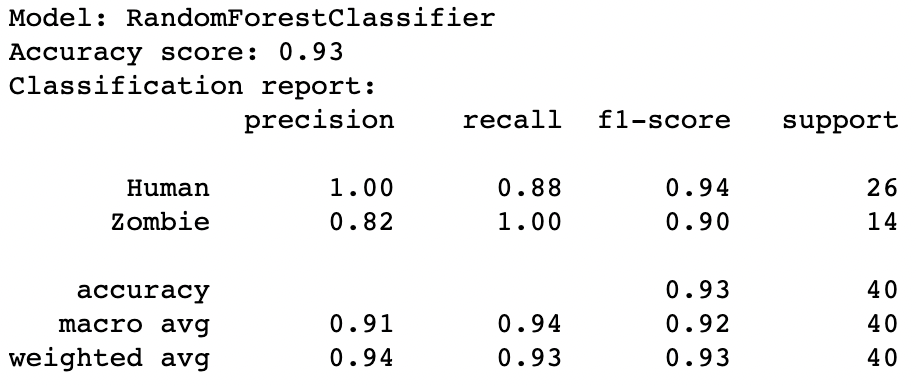 Model: RandomForestClassifier
Accuracy score: 0.93
Classification report:
precision recall f1-score support
Human 1.00 0.88 0.94 26
Zombie 0.82 1.00 0.90 14
accuracy 0.93 40
macro avg 0.91 0.94 0.92 40
weighted avg 0.94 0.93 0.93 40